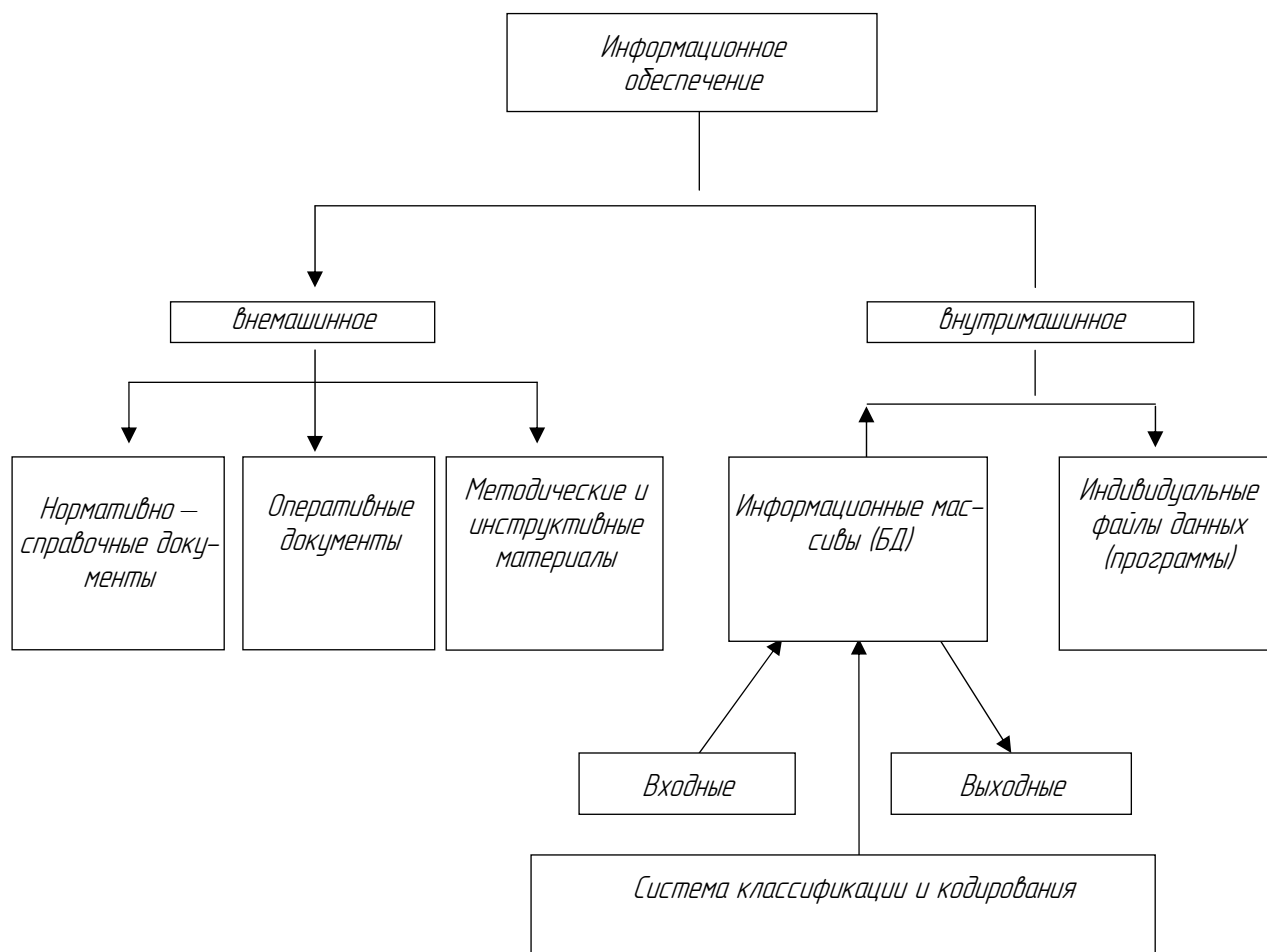 Информационное
обеспечение
внемашинное
внутримашинное
Нормативно –
справочные доку-
менты
Оперативные
документы
Методические и
инструктивные
материалы
Информационные мас-
сивы (БД)
Индивидуальные
файлы данных
(программы)
Входные
Выходные
Система классификации и кодирования